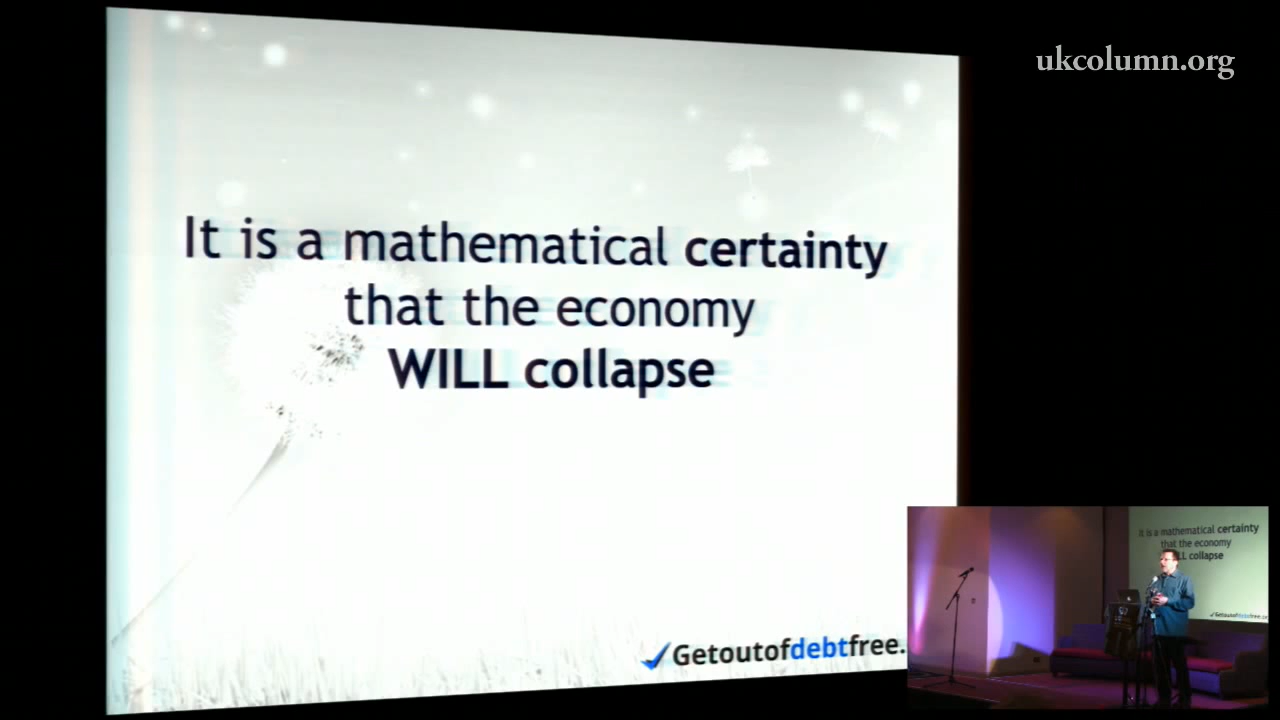 ukcolumn.org
It is a mathematical certainty
that the economy
WILL collapse
Getoutofdebtfree.
It is a mathematical certainty
that the economy
collapse
Getoutofdebtfree.